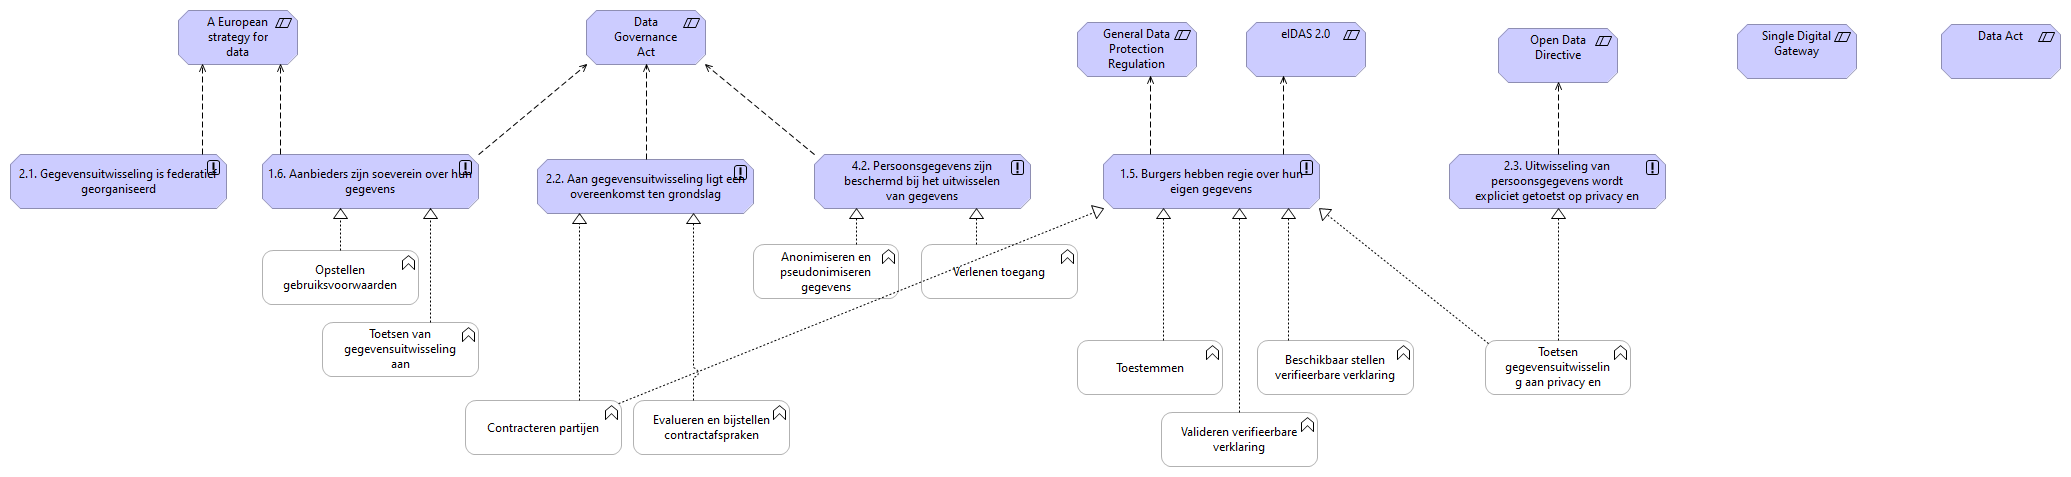 A European
strategy for
data
Data
Governance
Act
General Data
Protection
Regulation
eIDAS 2.0
Open Data
Directive
Single Digital
Gateway
Data Act
2.1. Gegevensuitwisseling is federatief
georganiseerd
1.6. Aanbieders zijn soeverein over hun
gegevens
2.2. Aan gegevensuitwisseling ligt een
overeenkomst ten grondslag
4.2. Persoonsgegevens zijn
beschermd bij het uitwisselen
van gegevens
1.5. Burgers hebben regie over hun
eigen gegevens
2.3. Uitwisseling van
persoonsgegevens wordt
expliciet getoetst op privacy en
Opstellen
gebruiksvoorwaarden
Anonimiseren en
pseudonimiseren
gegevens
Verlenen toegang
Toetsen van
gegevensuitwisseling
aan
Toestemmen
Beschikbaar stellen
verifieerbare verklaring
Toetsen
gegevensuitwisselin
g aan privacy en
Contracteren partijen
Evalueren en bijstellen
contractafspraken
Valideren verifieerbare
verklaring